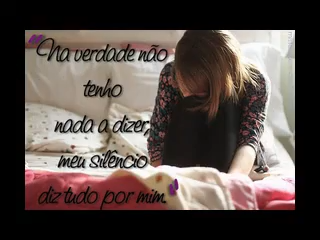 Na verdade não
tenho
nada a dizer,
meu silêncio
diz tudo por mim.